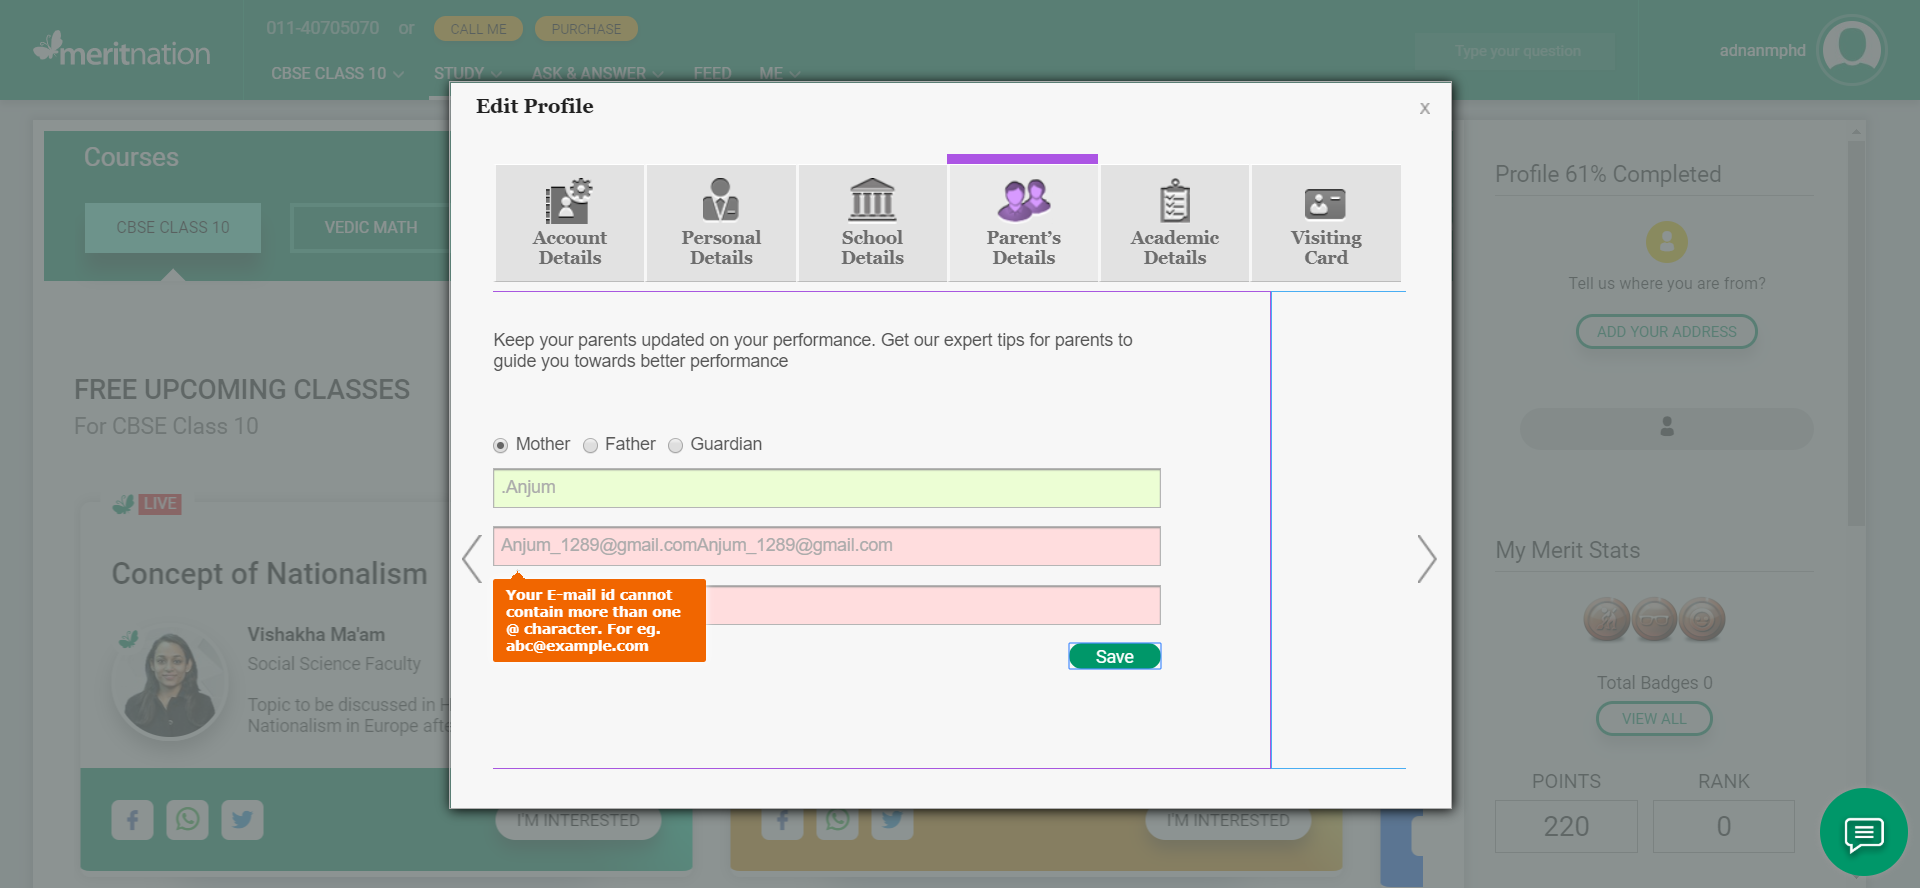 meritnation
011-40705070 or CALL ME PURCHASE
CBSE CLASS 10 STUDY ASK & ANSWER FEED ME
Type your question
adnanmphd
Edit Profile
x
Account Details
Personal Details
School Details
Parent's Details
Academic Details
Visiting Card
Keep your parents updated on your performance. Get our expert tips for parents to
guide you towards better performance
Mother Father Guardian
.Anjum
Anjum_1289@gmail.comAnjum_1289@gmail.com
Your E-mail id cannot
contain more than one
@ character. For eg.
abc@example.com
Save
Courses
CBSE CLASS 10
VEDIC MATH
FREE UPCOMING CLASSES
For CBSE Class 10
LIVE
Concept of Nationalism
Vishakha Ma'am
Social Science Faculty
Topic to be discussed in
Nationalism in Europe
I'M INTERESTED
I'M INTERESTED
Profile 61% Completed
Tell us where you are from?
ADD YOUR ADDRESS
My Merit Stats
Total Badges 0
VIEW ALL
POINTS RANK
220 0